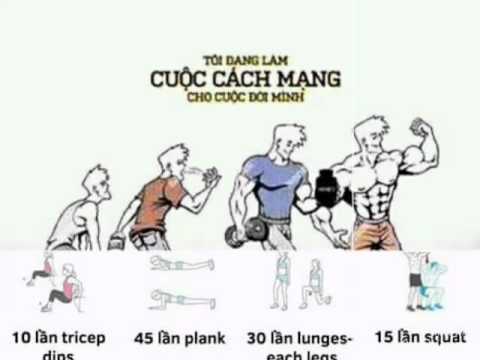 TÔI ĐANG LÀM
CUỘC CÁCH MẠNG
CHO CUỘC ĐỜI MÌNH
10 lần tricep
dips
45 lần plank
30 lần lunges-
each legs
15 lần squat